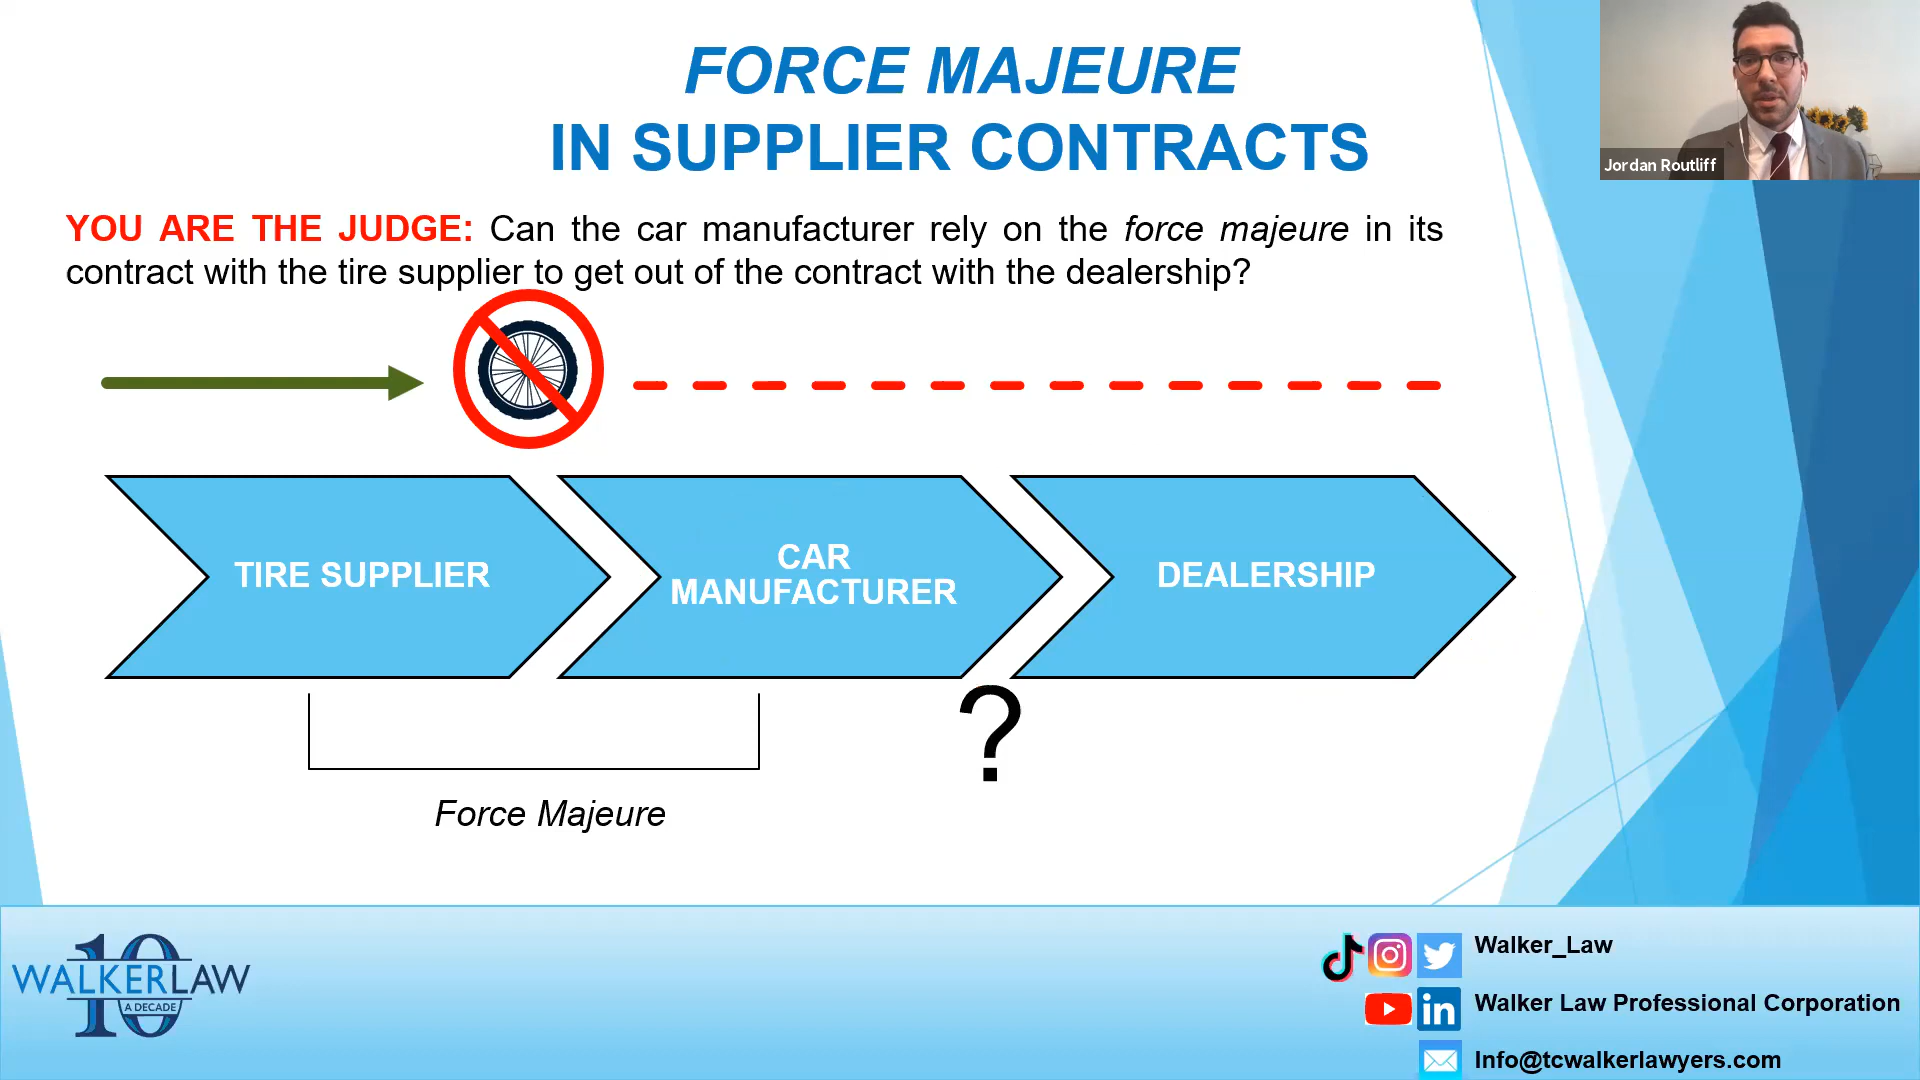 FORCE MAJEURE
IN SUPPLIER CONTRACTS
Jordan Routliff
YOU ARE THE JUDGE: Can the car manufacturer rely on the force majeure in its
contract with the tire supplier to get out of the contract with the dealership?
TIRE SUPPLIER
CAR
MANUFACTURER
DEALERSHIP
?
Force Majeure
10
WALKERLAW
A DECADE
Walker_Law
in
Walker Law Professional Corporation
Info@tcwalkerlawyers.com